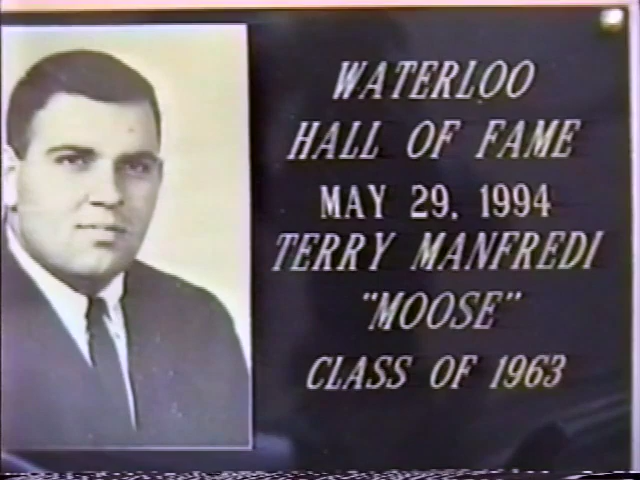 WATERLOO
HALL OF FAME
MAY 29, 1994
TERRY MANFREDI
"MOOSE"
CLASS OF 1963